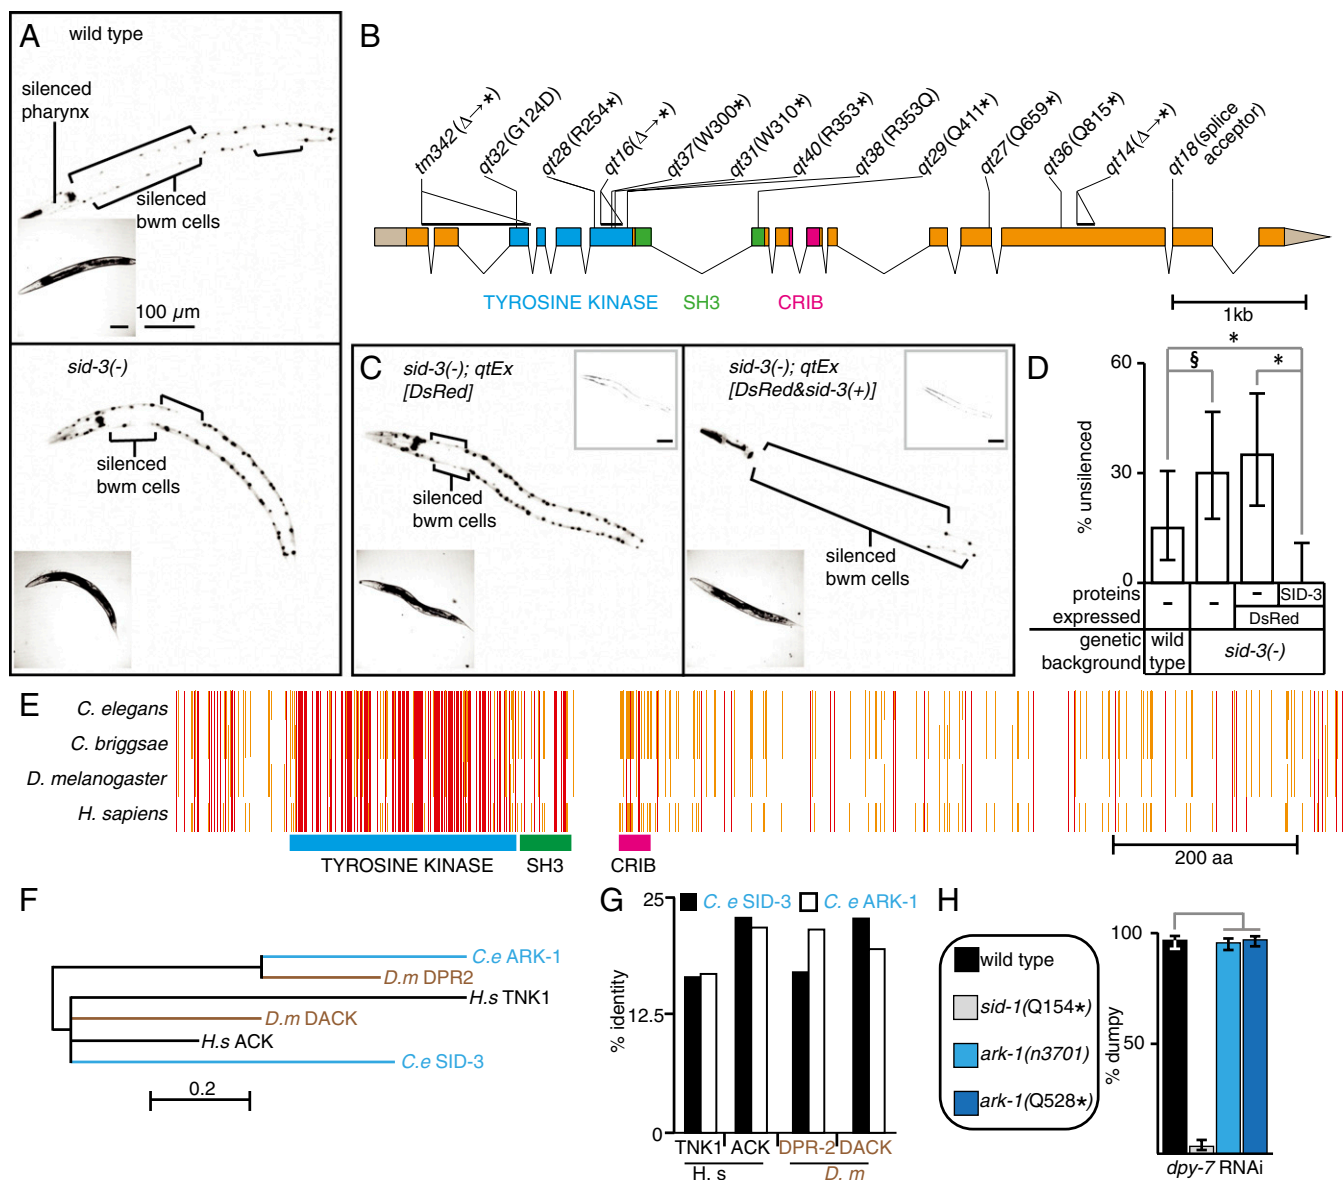 A
wild type
silenced
pharynx
silenced
bwm cells
100 µm
sid-3(-)
silenced
bwm cells
B
tm342 (Δ→*)
qt32 (G124D)
qt28 (R254*)
qt16 (Δ→*)
qt37 (W300*)
qt31 (W310*)
qt40 (R353*)
qt38 (R353Q)
qt29 (Q411*)
qt27 (Q659*)
qt36 (Q815*)
qt14 (Δ→*)
qt18 (splice
acceptor)
TYROSINE KINASE
SH3
CRIB
1kb
C
sid-3(-); qtEx
[DsRed]
silenced
bwm cells
sid-3(-); qtEx
[DsRed&sid-3(+)]
silenced
bwm cells
D
*
§
*
60
30
0
% unsilenced
proteins
expressed
-
-
-
SID-3
DsRed
genetic
background
wild
type
sid-3(-)
E
C. elegans
C. briggsae
D. melanogaster
H. sapiens
TYROSINE KINASE
SH3
CRIB
200 aa
F
C.e ARK-1
D.m DPR2
H.s TNK1
D.m DACK
H.s ACK
C.e SID-3
0.2
G
C. e SID-3
C. e ARK-1
25
12.5
0
% identity
TNK1
ACK
DPR-2
DACK
H. s
D. m
H
wild type
sid-1(Q154*)
ark-1(n3701)
ark-1(Q528*)
100
50
% dumpy
dpy-7 RNAi